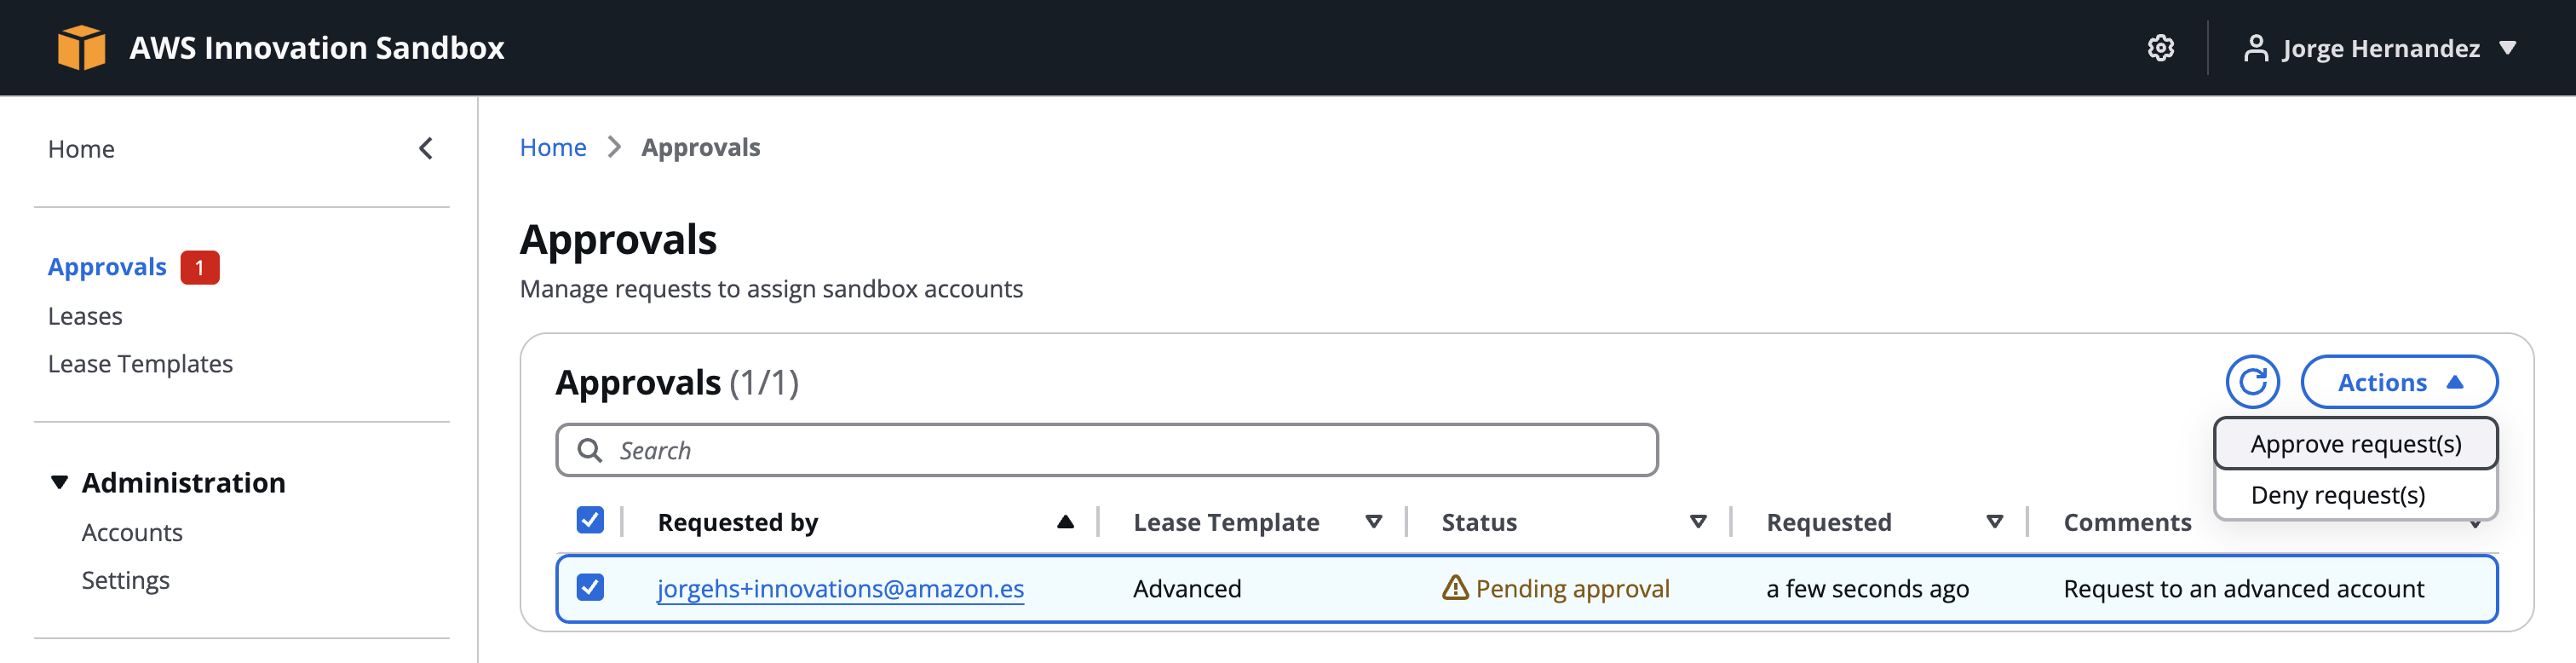 AWS Innovation Sandbox
Jorge Hernandez
Home
Approvals 1
Leases
Lease Templates
Administration
Accounts
Settings
Home > Approvals
Approvals
Manage requests to assign sandbox accounts
Approvals (1/1)
Actions
Approve request(s)
Deny request(s)
Search
Requested by Lease Template Status Requested Comments
jorgehs+innovations@amazon.es Advanced Pending approval a few seconds ago Request to an advanced account